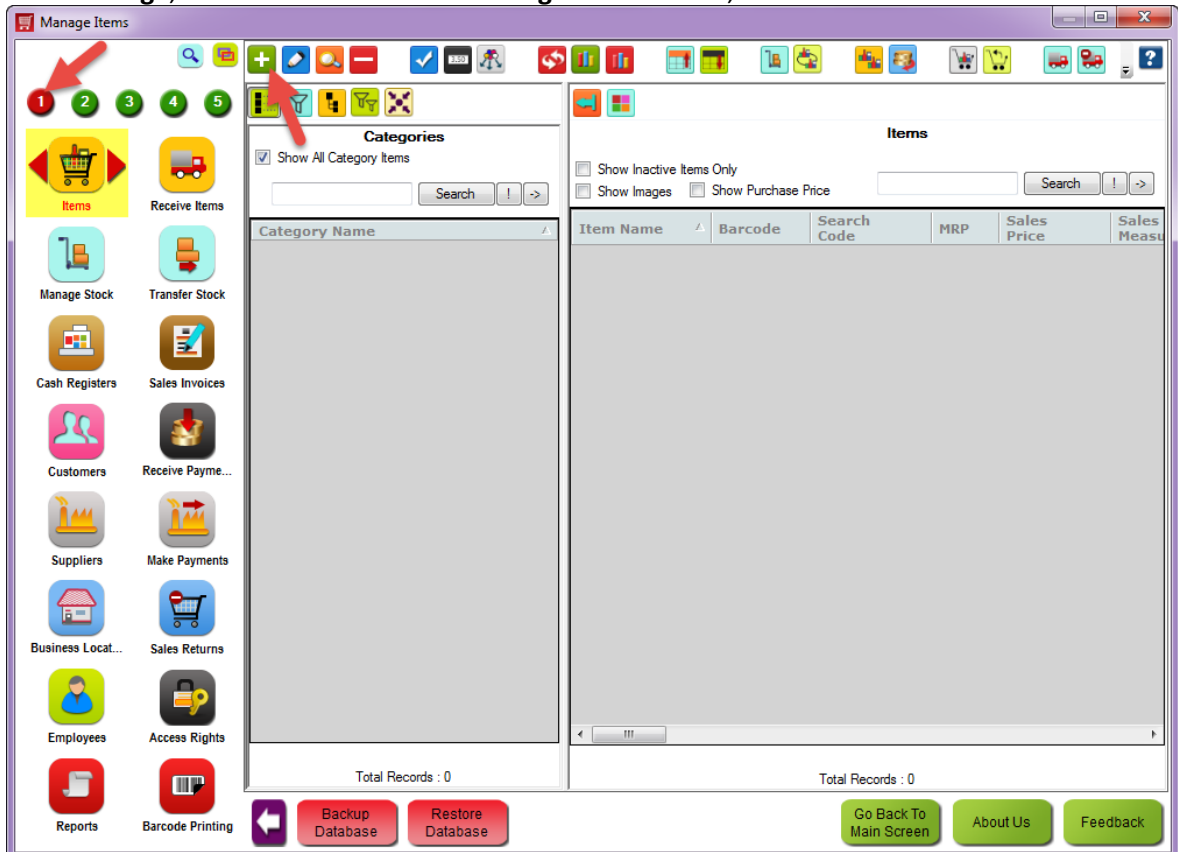 Manage Items
1 2 3 4 5
3.50
?
Categories
Show All Category Items
Search ! ->
Category Name
Total Records : 0
Items
Show Inactive Items Only
Show Images Show Purchase Price Search ! ->
Item Name Barcode Search Code MRP Sales Price Sales Measu
Total Records : 0
Items Receive Items
Manage Stock Transfer Stock
Cash Registers Sales Invoices
Customers Receive Payme...
Suppliers Make Payments
Business Locat... Sales Returns
Employees Access Rights
Reports Barcode Printing
Backup Database
Restore Database
Go Back To Main Screen
About Us
Feedback